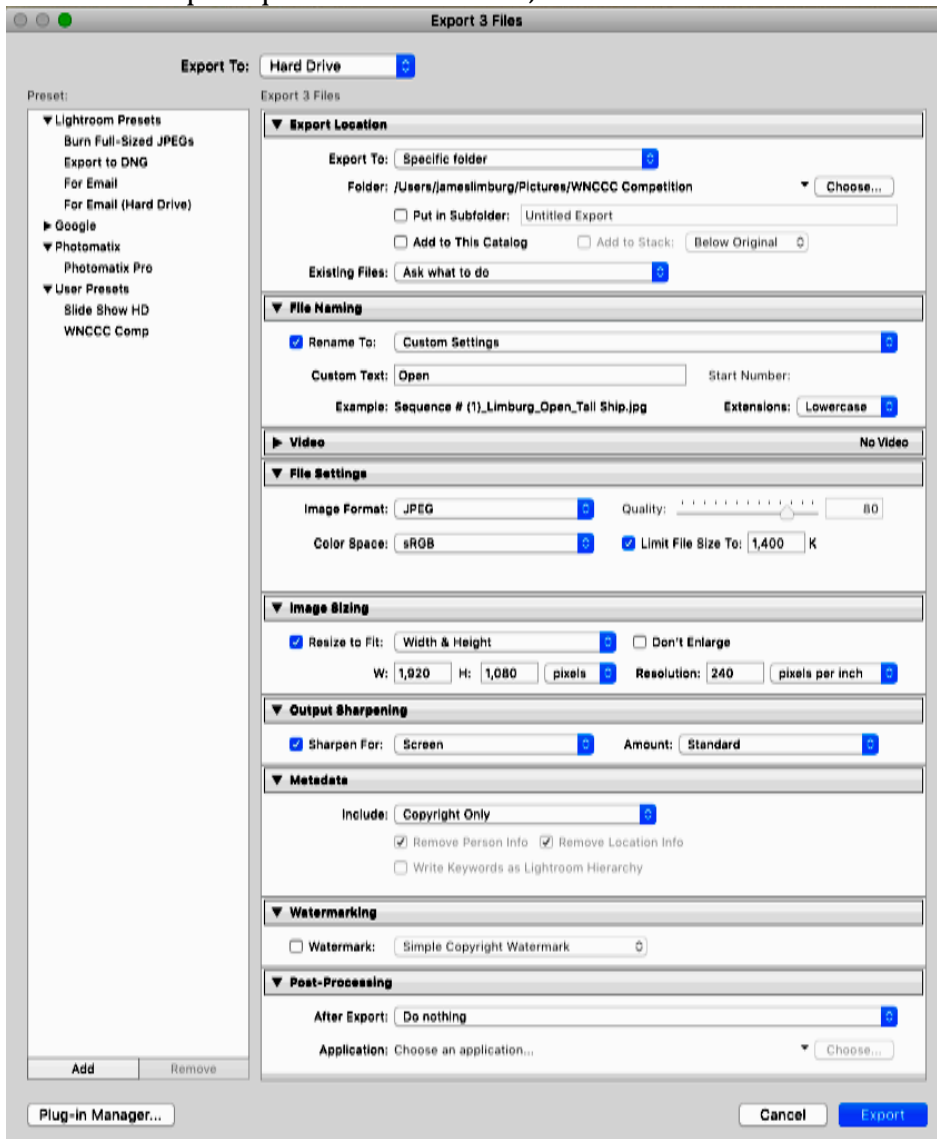 Export 3 Files
Export To: Hard Drive
Preset:
Export 3 Files
Lightroom Presets
Burn Full-Sized JPEGs
Export to DNG
For Email
For Email (Hard Drive)
Google
Photomatix
Photomatix Pro
User Presets
Slide Show HD
WNCCC Comp
Export Location
Export To: Specific folder
Folder: /Users/jameslimburg/Pictures/WNCCC Competition Choose...
Put in Subfolder: Untitled Export
Add to This Catalog Add to Stack: Below Original
Existing Files: Ask what to do
File Naming
Rename To: Custom Settings
Custom Text: Open Start Number:
Example: Sequence # (1)_Limburg_Open_Tall Ship.jpg Extensions: Lowercase
Video No Video
File Settings
Image Format: JPEG Quality: 80
Color Space: sRGB Limit File Size To: 1,400 K
Image Sizing
Resize to Fit: Width & Height Don't Enlarge
W: 1,920 H: 1,080 pixels Resolution: 240 pixels per inch
Output Sharpening
Sharpen For: Screen Amount: Standard
Metadata
Include: Copyright Only
Remove Person Info Remove Location Info
Write Keywords as Lightroom Hierarchy
Watermarking
Watermark: Simple Copyright Watermark
Post-Processing
After Export: Do nothing
Application: Choose an application... Choose...
Add Remove
Plug-in Manager... Cancel Export